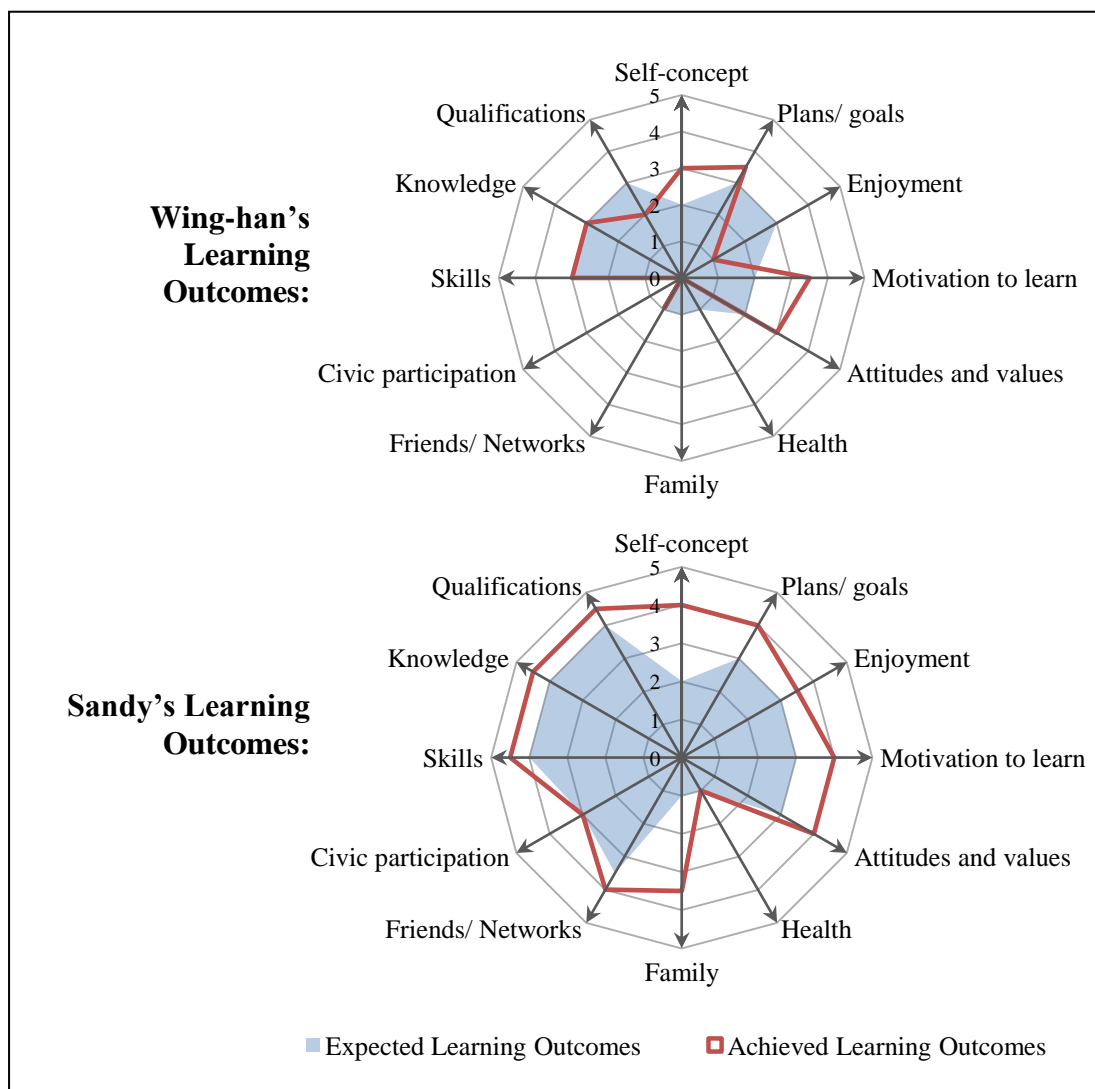 Self-concept
Qualifications
Plans/ goals
Knowledge
Enjoyment
Wing-han's
Learning
Outcomes:
Skills
Motivation to learn
Civic participation
Attitudes and values
Friends/ Networks
Health
Family
5
4
3
2
1
0
Self-concept
Qualifications
Plans/ goals
Knowledge
Enjoyment
Sandy's Learning
Outcomes:
Skills
Motivation to learn
Civic participation
Attitudes and values
Friends/ Networks
Health
Family
5
4
3
2
1
0
Expected Learning Outcomes
Achieved Learning Outcomes